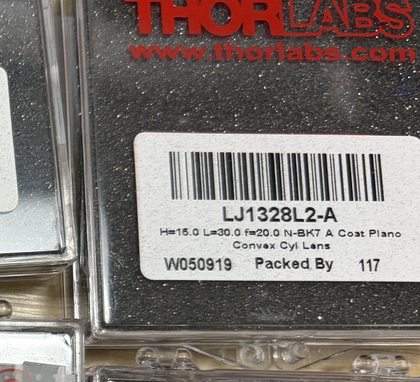 THORLABS
www.thorlabs.com
LJ1328L2-A
H=15.0 L=30.0 f=20.0 N-BK7 A Coat Plano
Convex Cyl Lens
W050919 Packed By 117